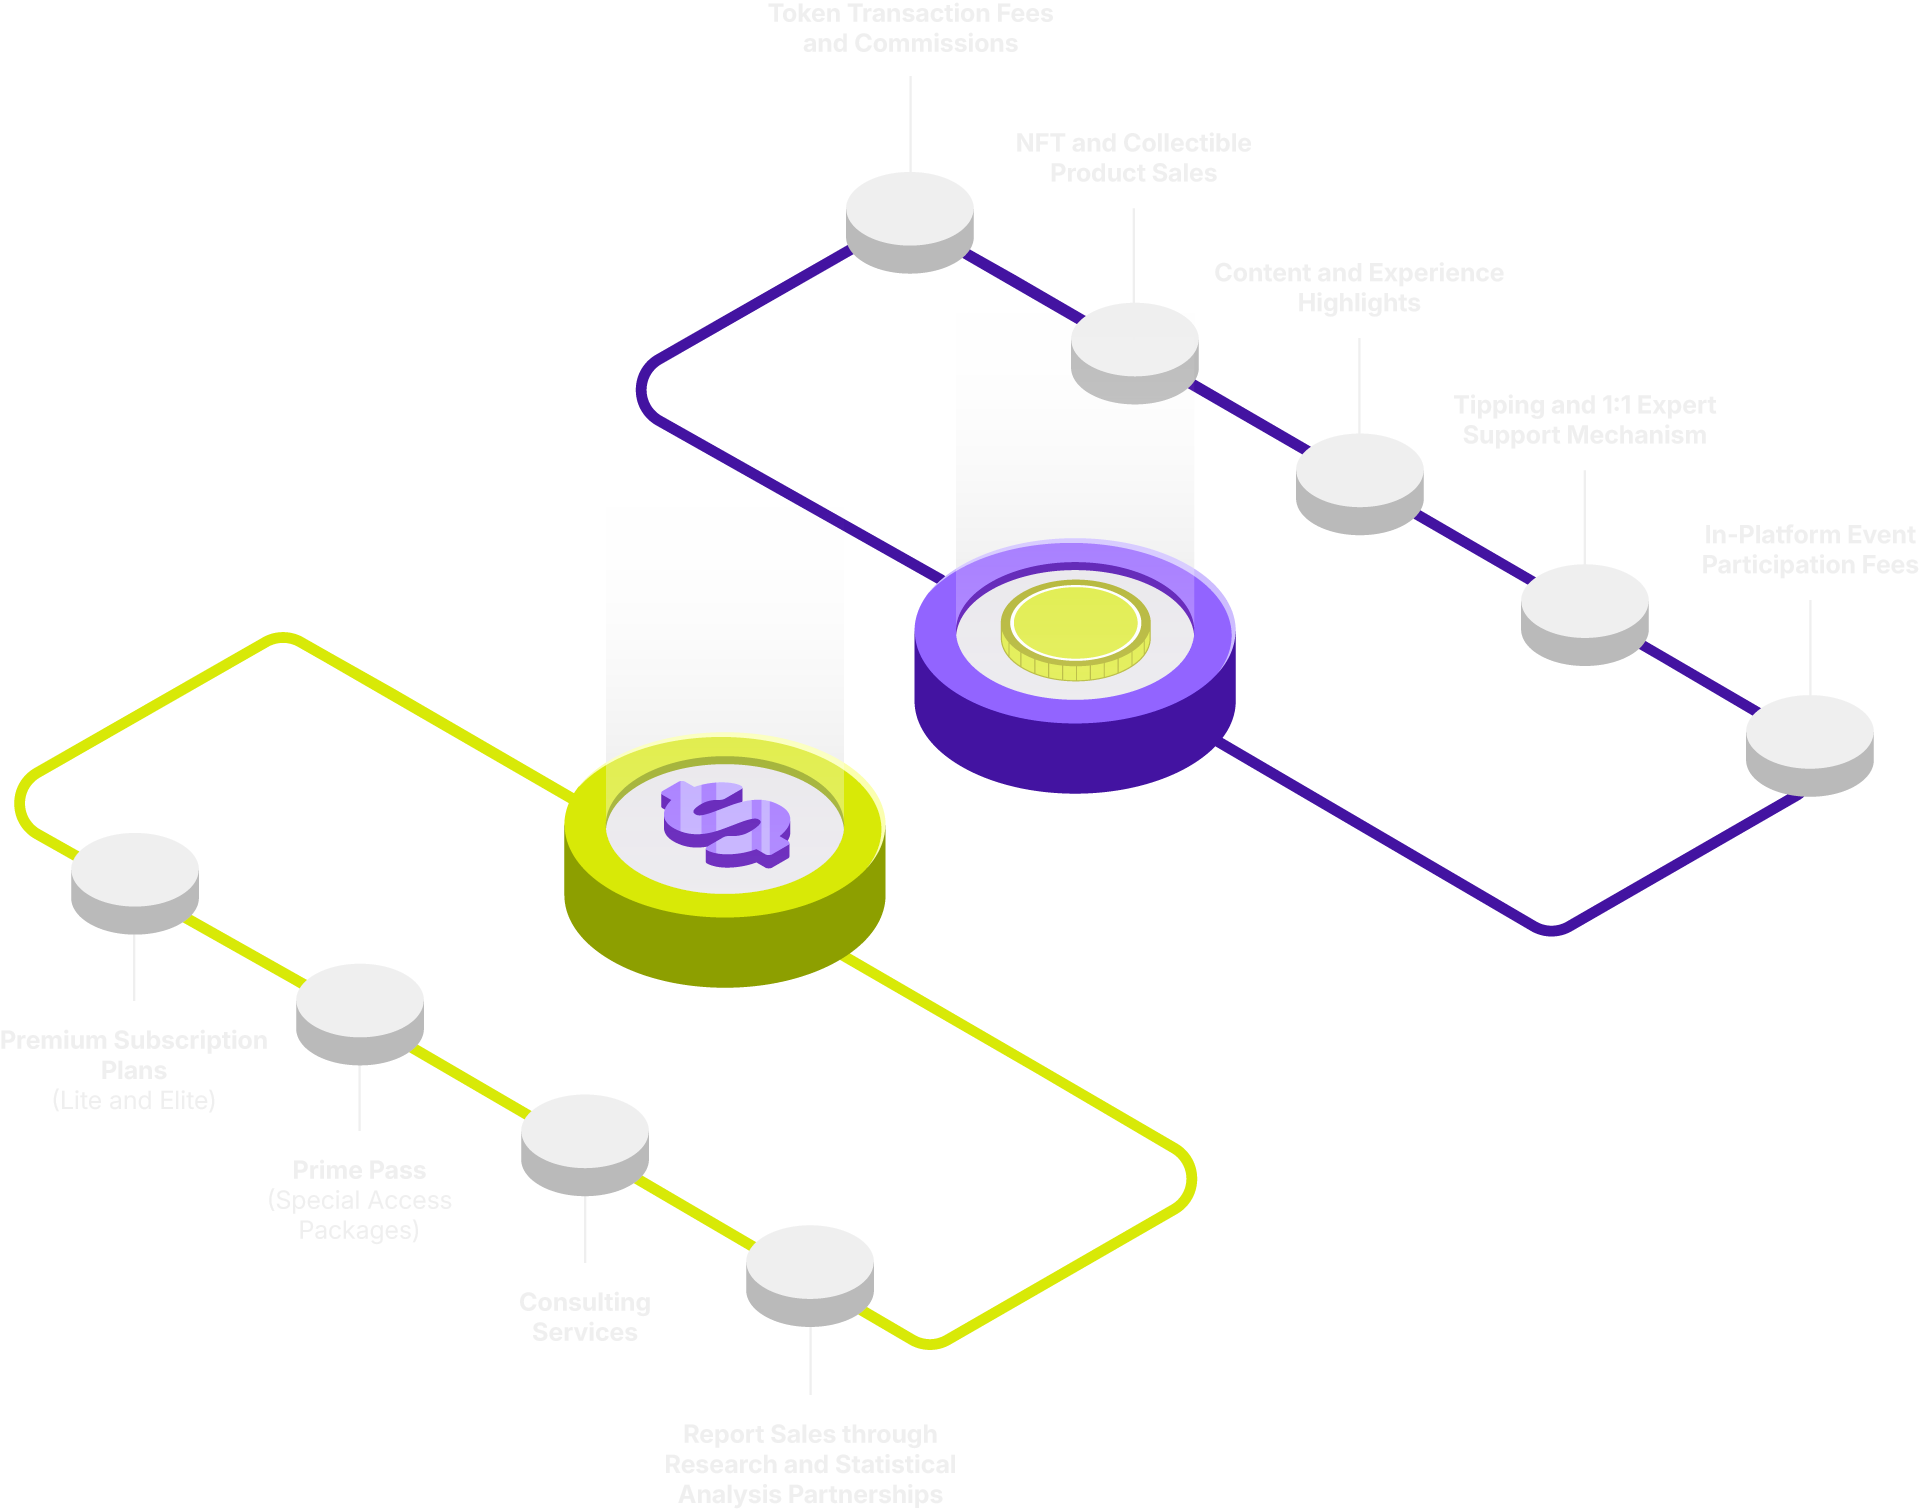 Token Transaction Fees
and Commissions
NFT and Collectible
Product Sales
Content and Experience
Highlights
Tipping and 1:1 Expert
Support Mechanism
In-Platform Event
Participation Fees
Premium Subscription
Plans
(Lite and Elite)
Prime Pass
(Special Access
Packages)
Consulting
Services
Report Sales through
Research and Statistical
Analysis Partnerships